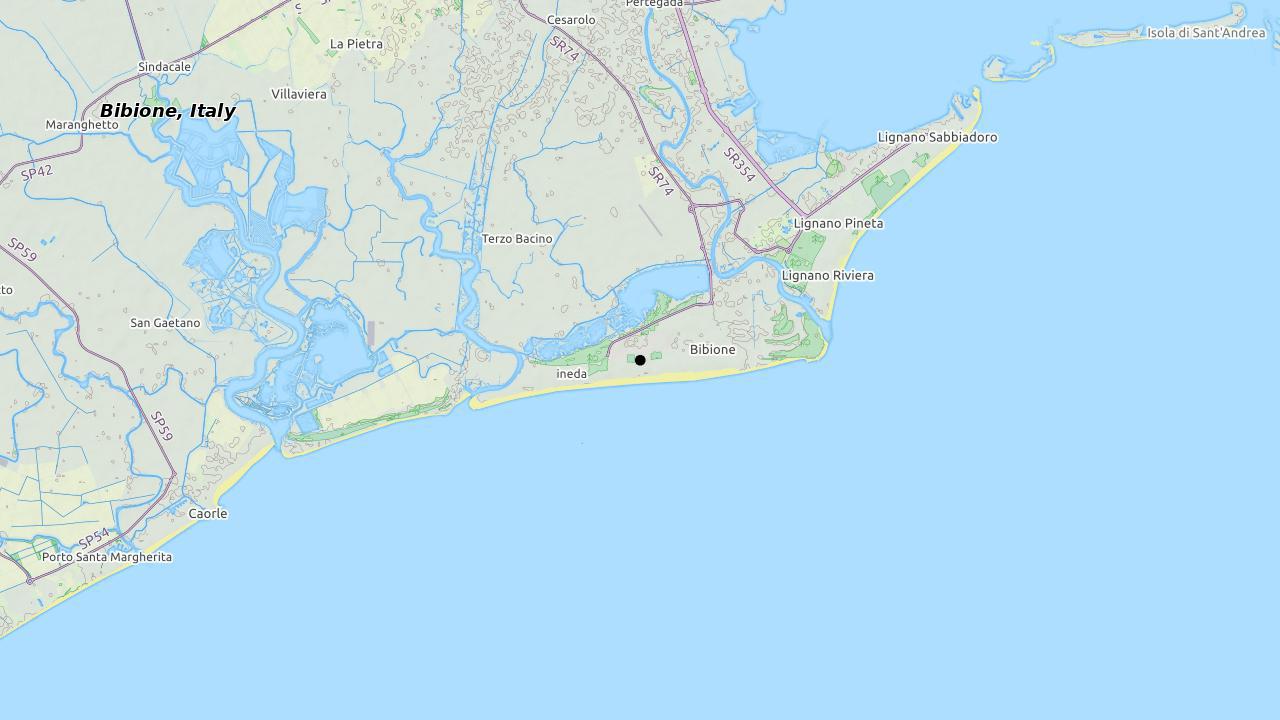 Pertegada
Cesarolo
La Pietra
SR74
Isola di Sant'Andrea
Sindacale
Villaviera
Bibione, Italy
Maranghetto
Lignano Sabbiadoro
SP42
SR354
SR74
Lignano Pineta
Terzo Bacino
SP59
Lignano Riviera
to
San Gaetano
Bibione
ineda
SP59
Caorle
SP54
Porto Santa Margherita